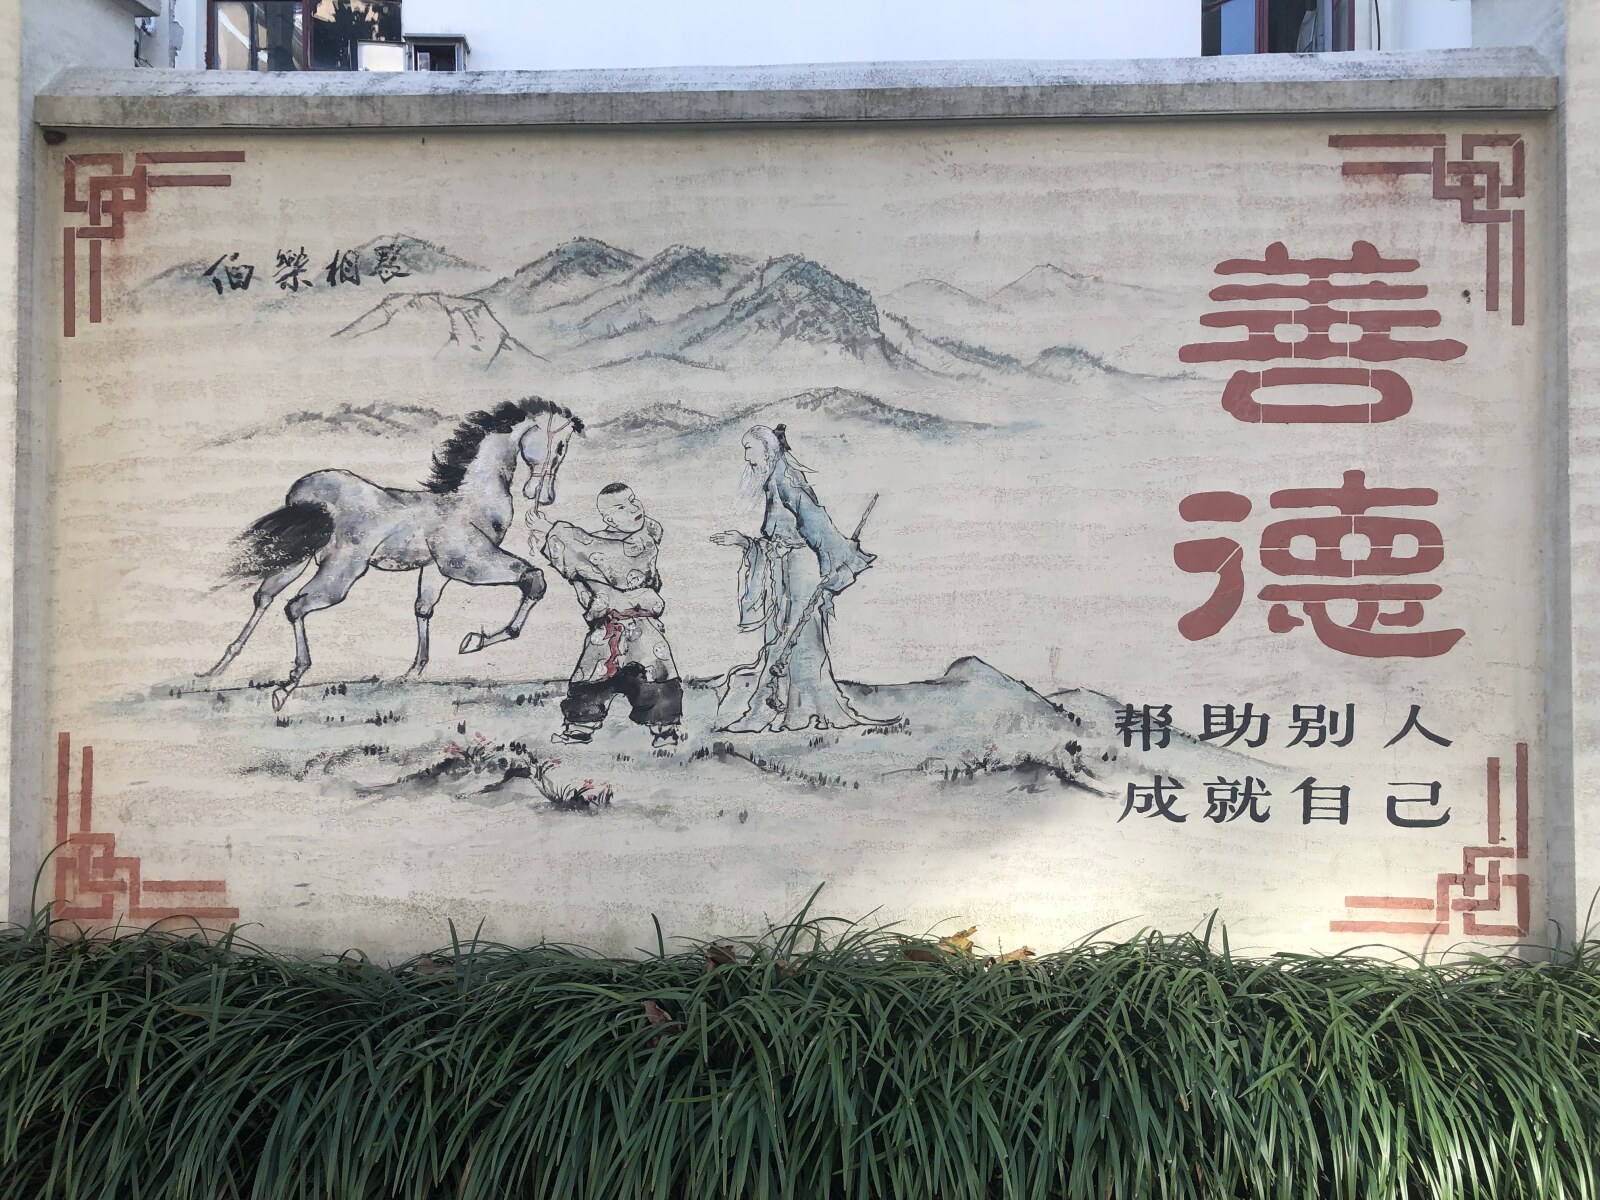 伯樂相馬
善
德
帮助别人
成就自己